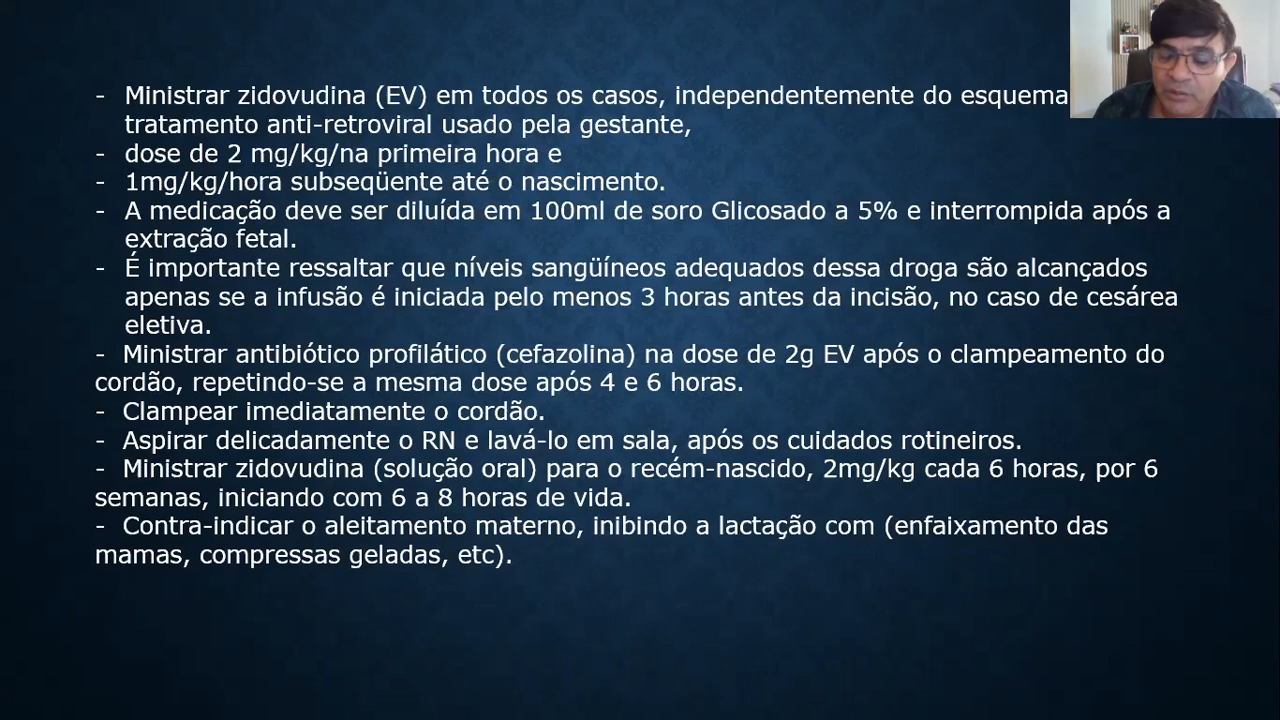 - Ministrar zidovudina (EV) em todos os casos, independentemente do esquema
tratamento anti-retroviral usado pela gestante,
- dose de 2 mg/kg/na primeira hora e
- 1mg/kg/hora subseqüente até o nascimento.
- A medicação deve ser diluída em 100ml de soro Glicosado a 5% e interrompida após a
extração fetal.
- É importante ressaltar que níveis sangüíneos adequados dessa droga são alcançados
apenas se a infusão é iniciada pelo menos 3 horas antes da incisão, no caso de cesárea
eletiva.
- Ministrar antibiótico profilático (cefazolina) na dose de 2g EV após o clampeamento do
cordão, repetindo-se a mesma dose após 4 e 6 horas.
- Clampear imediatamente o cordão.
- Aspirar delicadamente o RN e lavá-lo em sala, após os cuidados rotineiros.
- Ministrar zidovudina (solução oral) para o recém-nascido, 2mg/kg cada 6 horas, por 6
semanas, iniciando com 6 a 8 horas de vida.
- Contra-indicar o aleitamento materno, inibindo a lactação com (enfaixamento das
mamas, compressas geladas, etc).